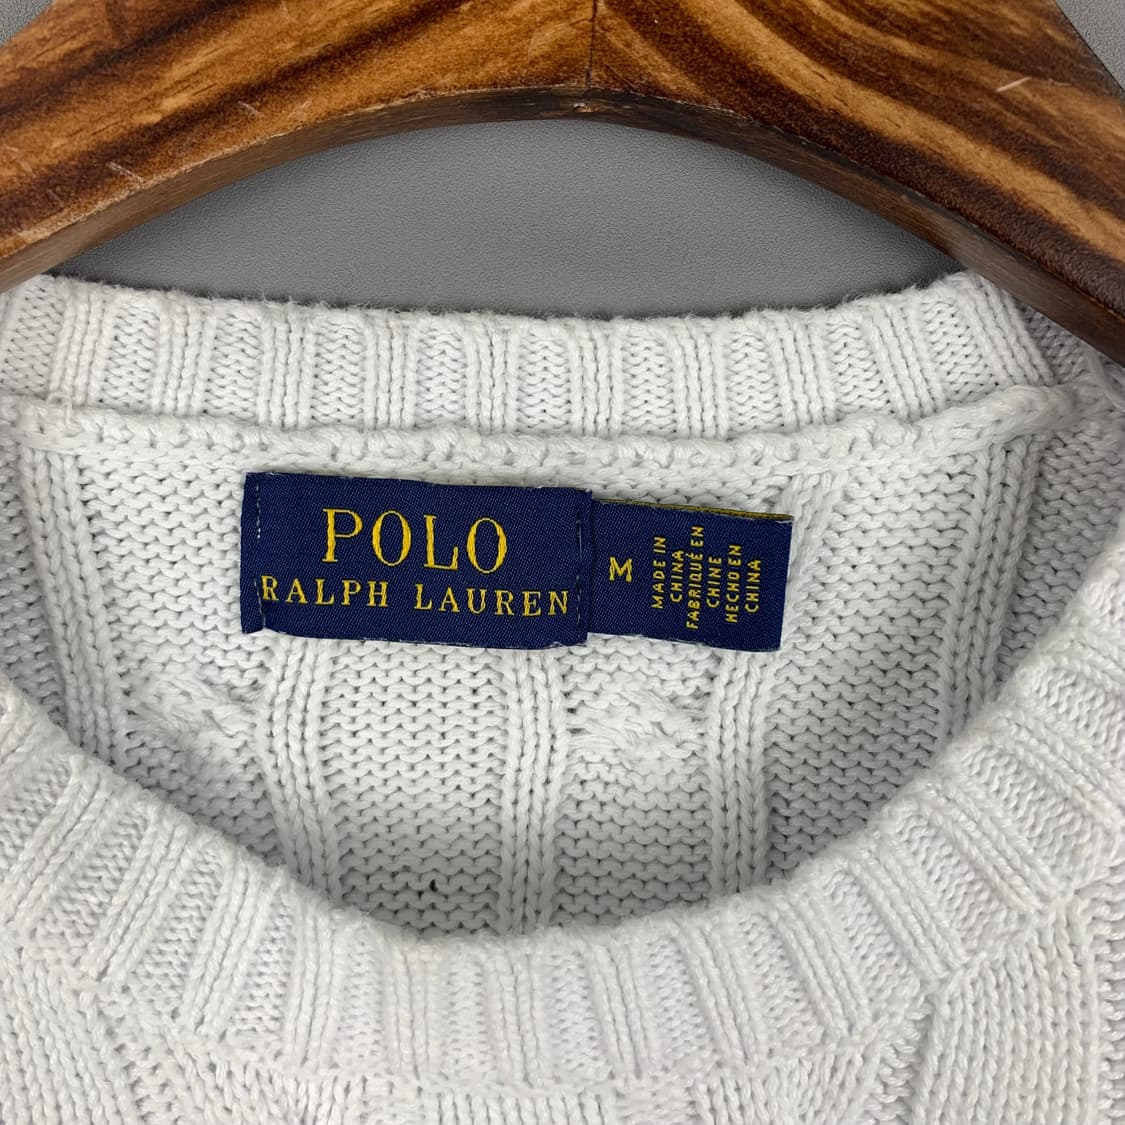 POLO
RALPH LAUREN
M
MADE IN
CHINA
FABRIQUÉ EN
CHINE
HECHO EN
CHINA